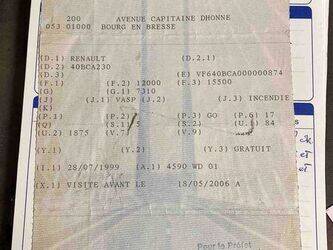 200 AVENUE CAPITAINE DHONNE
053 01000 BOURG EN BRESSE
(D.1) RENAULT (D.2.1)
(D.2) 40BCA230
(D.3) (E) VF640BCA000000874
(F.1) (F.2) 12000 (F.3) 15500
(G) (G.1) 7310
(J) (J.1) VASP (J.2) (J.3) INCENDIE
(K)
(P.1) (P.2) (P.3) GO (P.6) 17
(Q) (S.1) (U.1) 84
(U.2) 1875 (V.7) (V.9)
(Y.1) (Y.2) (Y.3) GRATUIT
(I.1) 28/07/1999 (A.1) 4590 WD 01
(X.1) VISITE AVANT LE 18/05/2006 A
Pour le Préfet